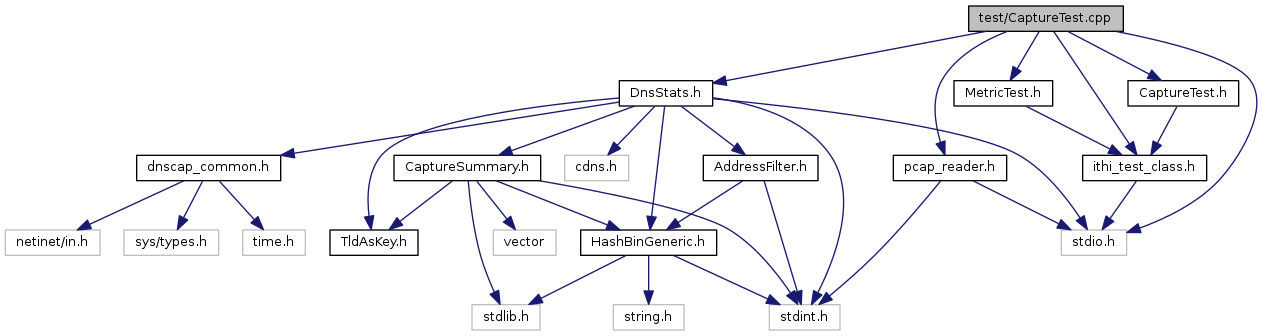 test/CaptureTest.cpp
DnsStats.h
MetricTest.h
CaptureTest.h
dnscap_common.h
CaptureSummary.h
cdns.h
AddressFilter.h
pcap_reader.h
ithi_test_class.h
netinet/in.h
sys/types.h
time.h
TldAsKey.h
vector
HashBinGeneric.h
stdio.h
stdlib.h
string.h
stdint.h